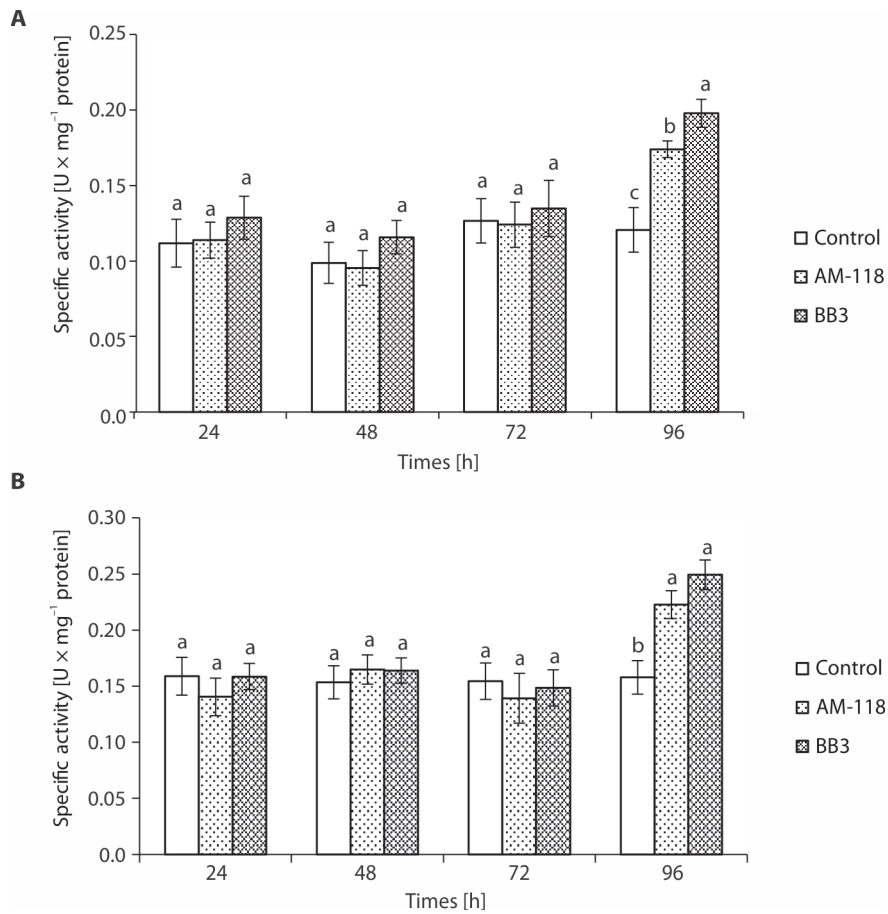 A
Specific activity [U × mg⁻¹ protein]
0.25
0.20
0.15
0.10
0.05
0.0
a a a
a a a
a a a
c b a
24 48 72 96
Times [h]
Control
AM-118
BB3
B
Specific activity [U × mg⁻¹ protein]
0.30
0.25
0.20
0.15
0.10
0.05
0.0
a a a
a a a
a a a
b a a
24 48 72 96
Times [h]
Control
AM-118
BB3